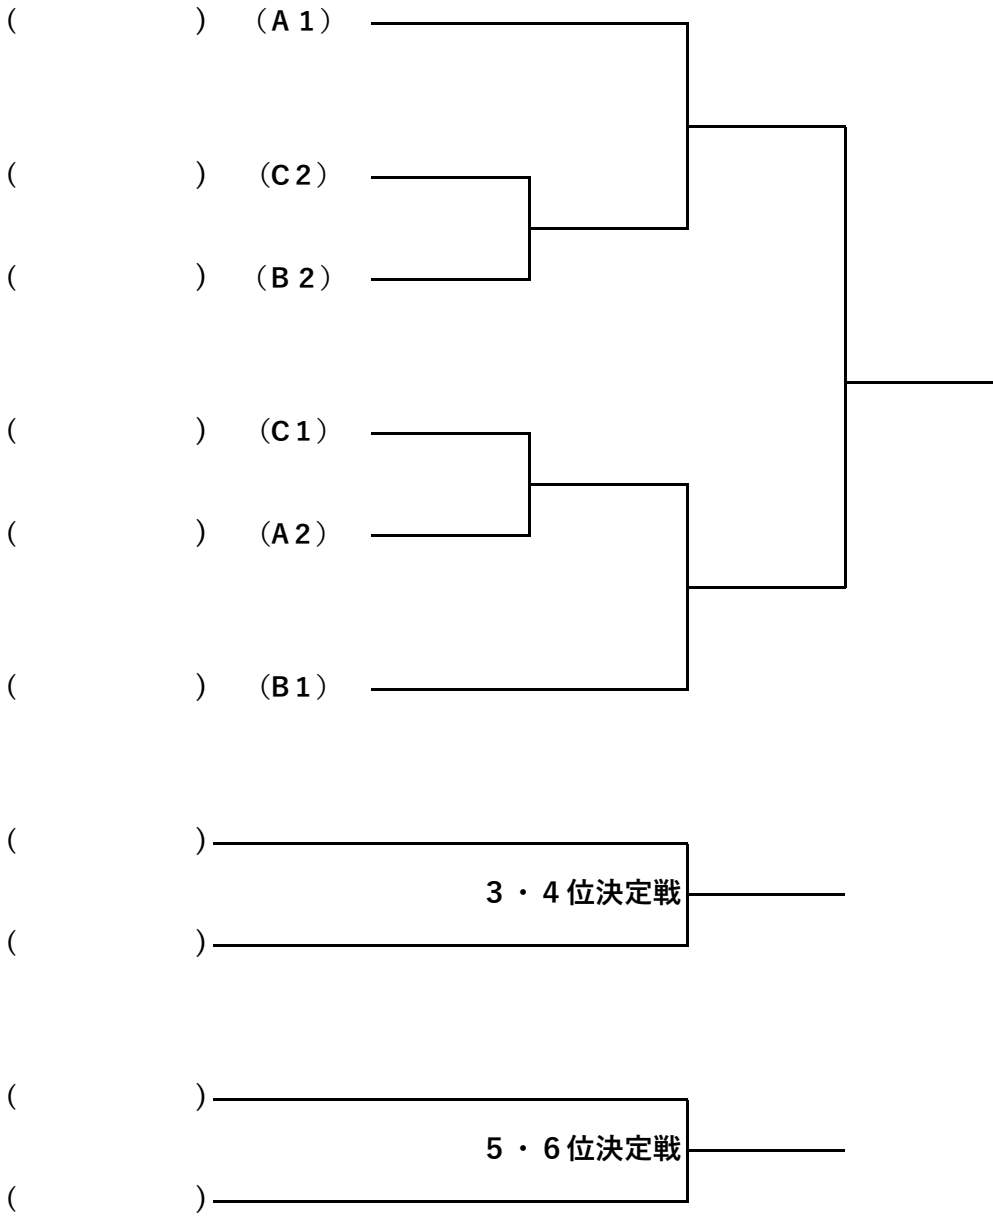 (　　　　　　) （A 1）
(　　　　　　) （C 2）
(　　　　　　) （B 2）
(　　　　　　) （C 1）
(　　　　　　) （A 2）
(　　　　　　) （B 1）
(　　　　　　)
３・４位決定戦
(　　　　　　)
(　　　　　　)
５・６位決定戦
(　　　　　　)